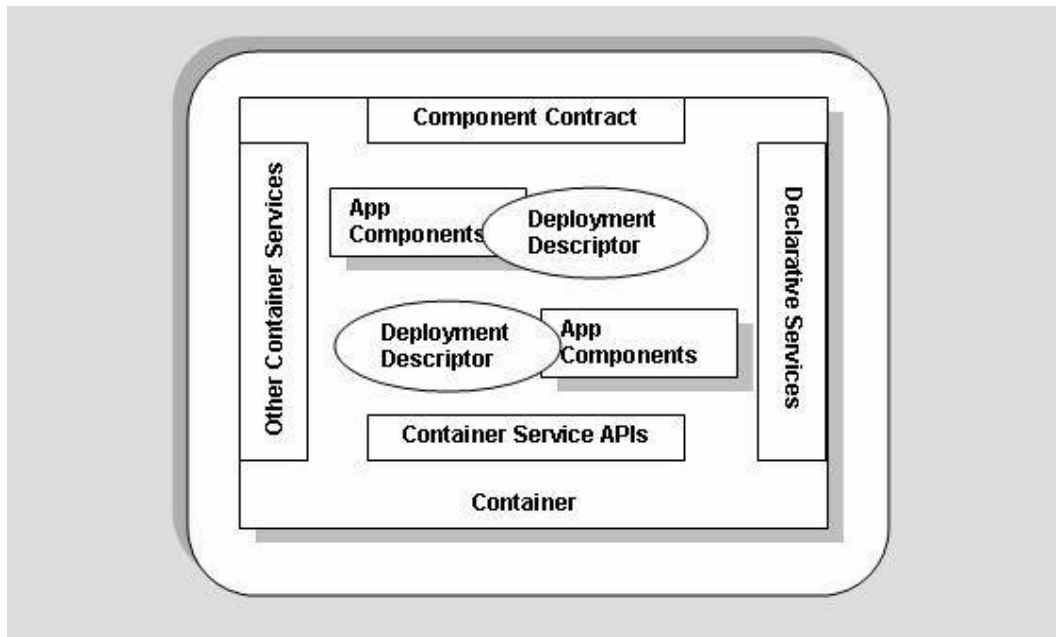 Component Contract
Other Container Services
App
Components
Deployment
Descriptor
Declarative Services
Deployment
Descriptor
App
Components
Container Service APIs
Container